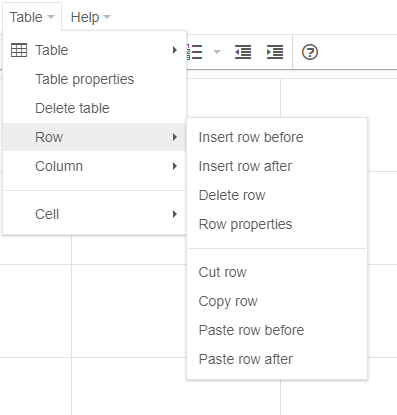 Table Help
Table
Table properties
Delete table
Row
Column
Cell
Insert row before
Insert row after
Delete row
Row properties
Cut row
Copy row
Paste row before
Paste row after